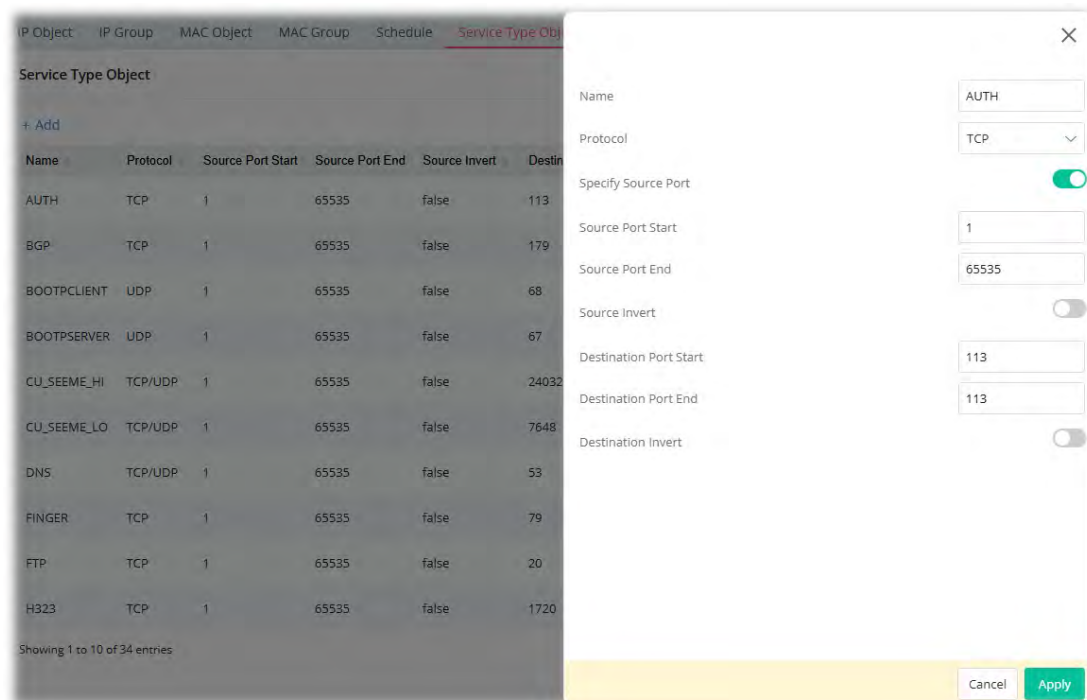 IP Object IP Group MAC Object MAC Group Schedule Service Type Obj
Service Type Object
+ Add
Name Protocol Source Port Start Source Port End Source Invert Destin
AUTH TCP 1 65535 false 113
BGP TCP 1 65535 false 179
BOOTPCLIENT UDP 1 65535 false 68
BOOTPSERVER UDP 1 65535 false 67
CU_SEEME_HI TCP/UDP 1 65535 false 24032
CU_SEEME_LO TCP/UDP 1 65535 false 7648
DNS TCP/UDP 1 65535 false 53
FINGER TCP 1 65535 false 79
FTP TCP 1 65535 false 20
H323 TCP 1 65535 false 1720
Showing 1 to 10 of 34 entries
Name AUTH
Protocol TCP
Specify Source Port
Source Port Start 1
Source Port End 65535
Source Invert
Destination Port Start 113
Destination Port End 113
Destination Invert
Cancel Apply